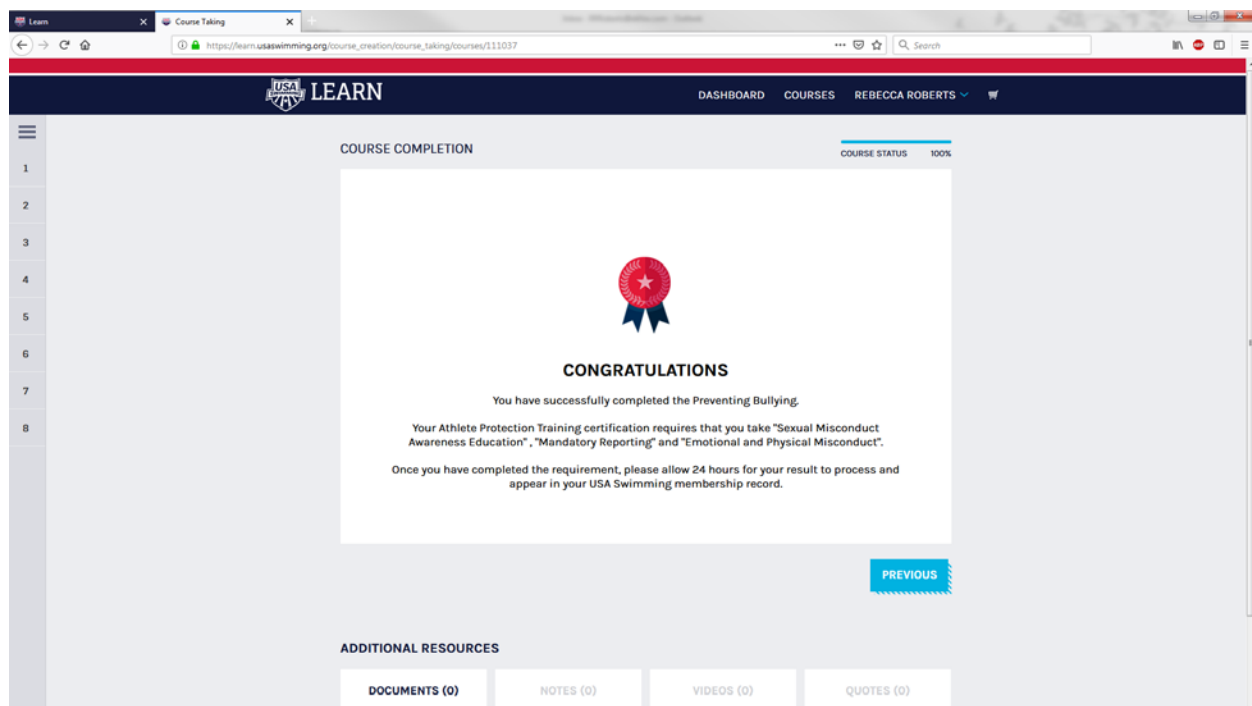 Learn
Course Taking
https://learn.usaswimming.org/course_creation/course_taking/courses/111037
Search
USA
LEARN
DASHBOARD COURSES REBECCA ROBERTS
COURSE COMPLETION
COURSE STATUS 100%
1
2
3
4
5
6
7
8
CONGRATULATIONS
You have successfully completed the Preventing Bullying.
Your Athlete Protection Training certification requires that you take "Sexual Misconduct
Awareness Education" , "Mandatory Reporting" and "Emotional and Physical Misconduct".
Once you have completed the requirement, please allow 24 hours for your result to process and
appear in your USA Swimming membership record.
PREVIOUS
ADDITIONAL RESOURCES
DOCUMENTS (0) NOTES (0) VIDEOS (0) QUOTES (0)